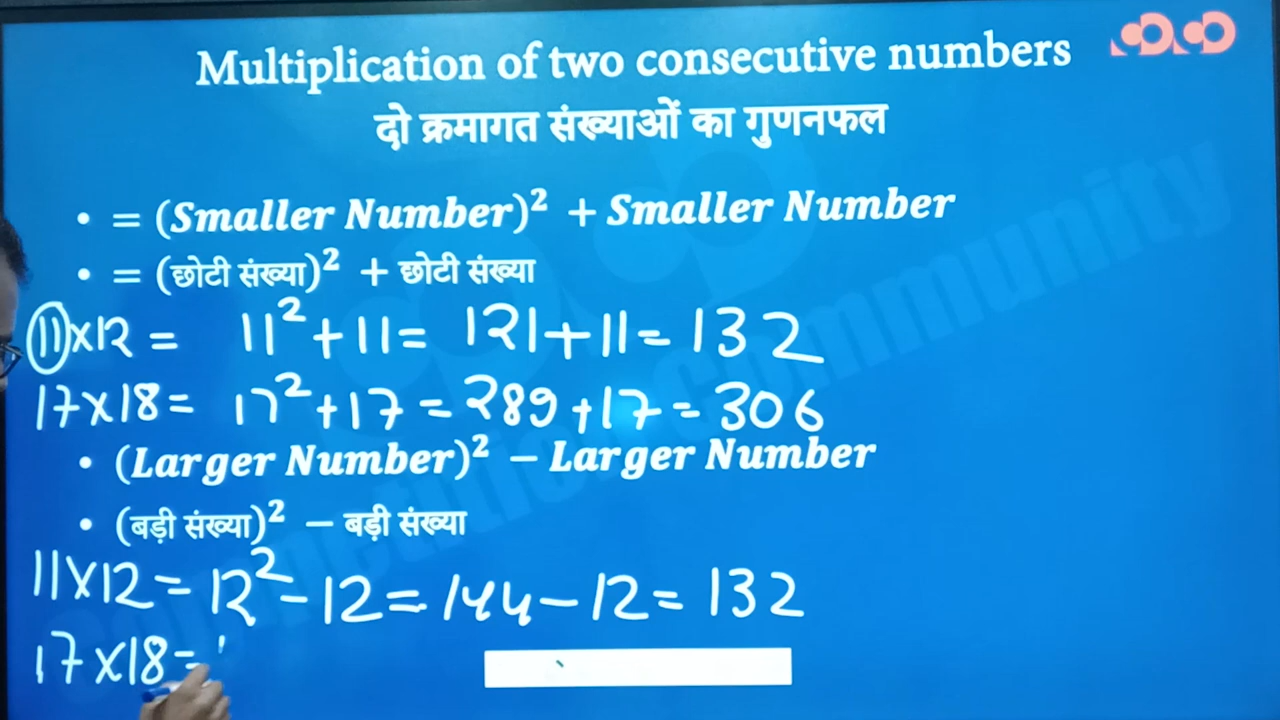 Multiplication of two consecutive numbers
दो क्रमागत संख्याओं का गुणनफल
• = (Smaller Number)² + Smaller Number
• = (छोटी संख्या)² + छोटी संख्या
11×12 = 11² + 11 = 121 + 11 = 132
17×18 = 17² + 17 = 289 + 17 = 306
• (Larger Number)² − Larger Number
• (बड़ी संख्या)² − बड़ी संख्या
11×12 = 12² − 12 = 144 − 12 = 132
17×18 =